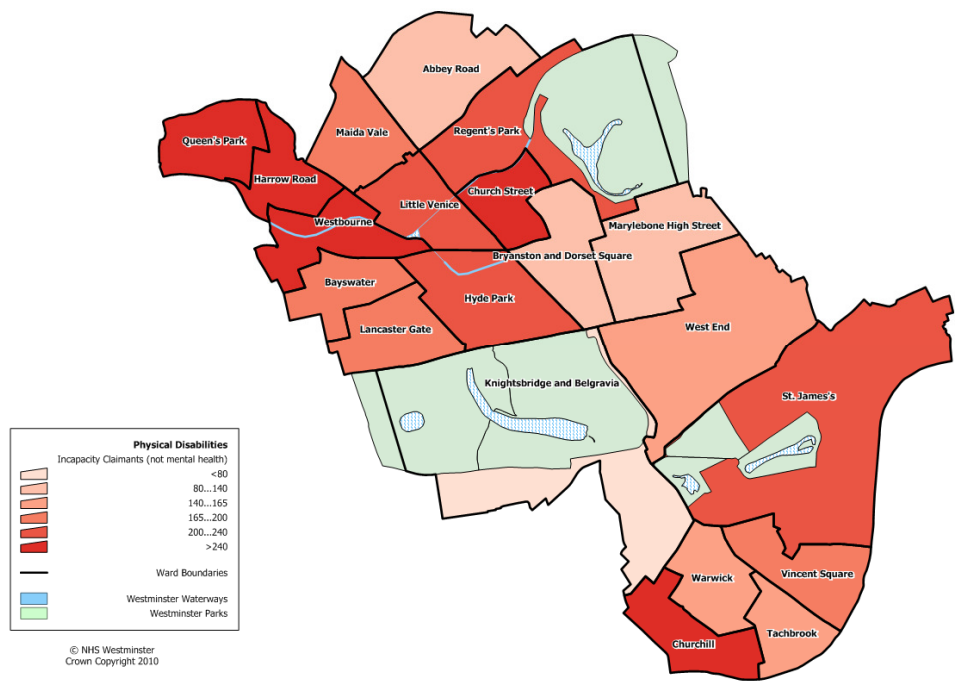 Abbey Road
Maida Vale
Regent's Park
Queen's Park
Harrow Road
Church Street
Little Venice
Westbourne
Marylebone High Street
Bryanston and Dorset Square
Bayswater
Hyde Park
Lancaster Gate
West End
Knightsbridge and Belgravia
St. James's
Warwick
Vincent Square
Tachbrook
Churchill
Physical Disabilities
Incapacity Claimants (not mental health)
<80
80...140
140...165
165...200
200...240
>240
Ward Boundaries
Westminster Waterways
Westminster Parks
© NHS Westminster
Crown Copyright 2010